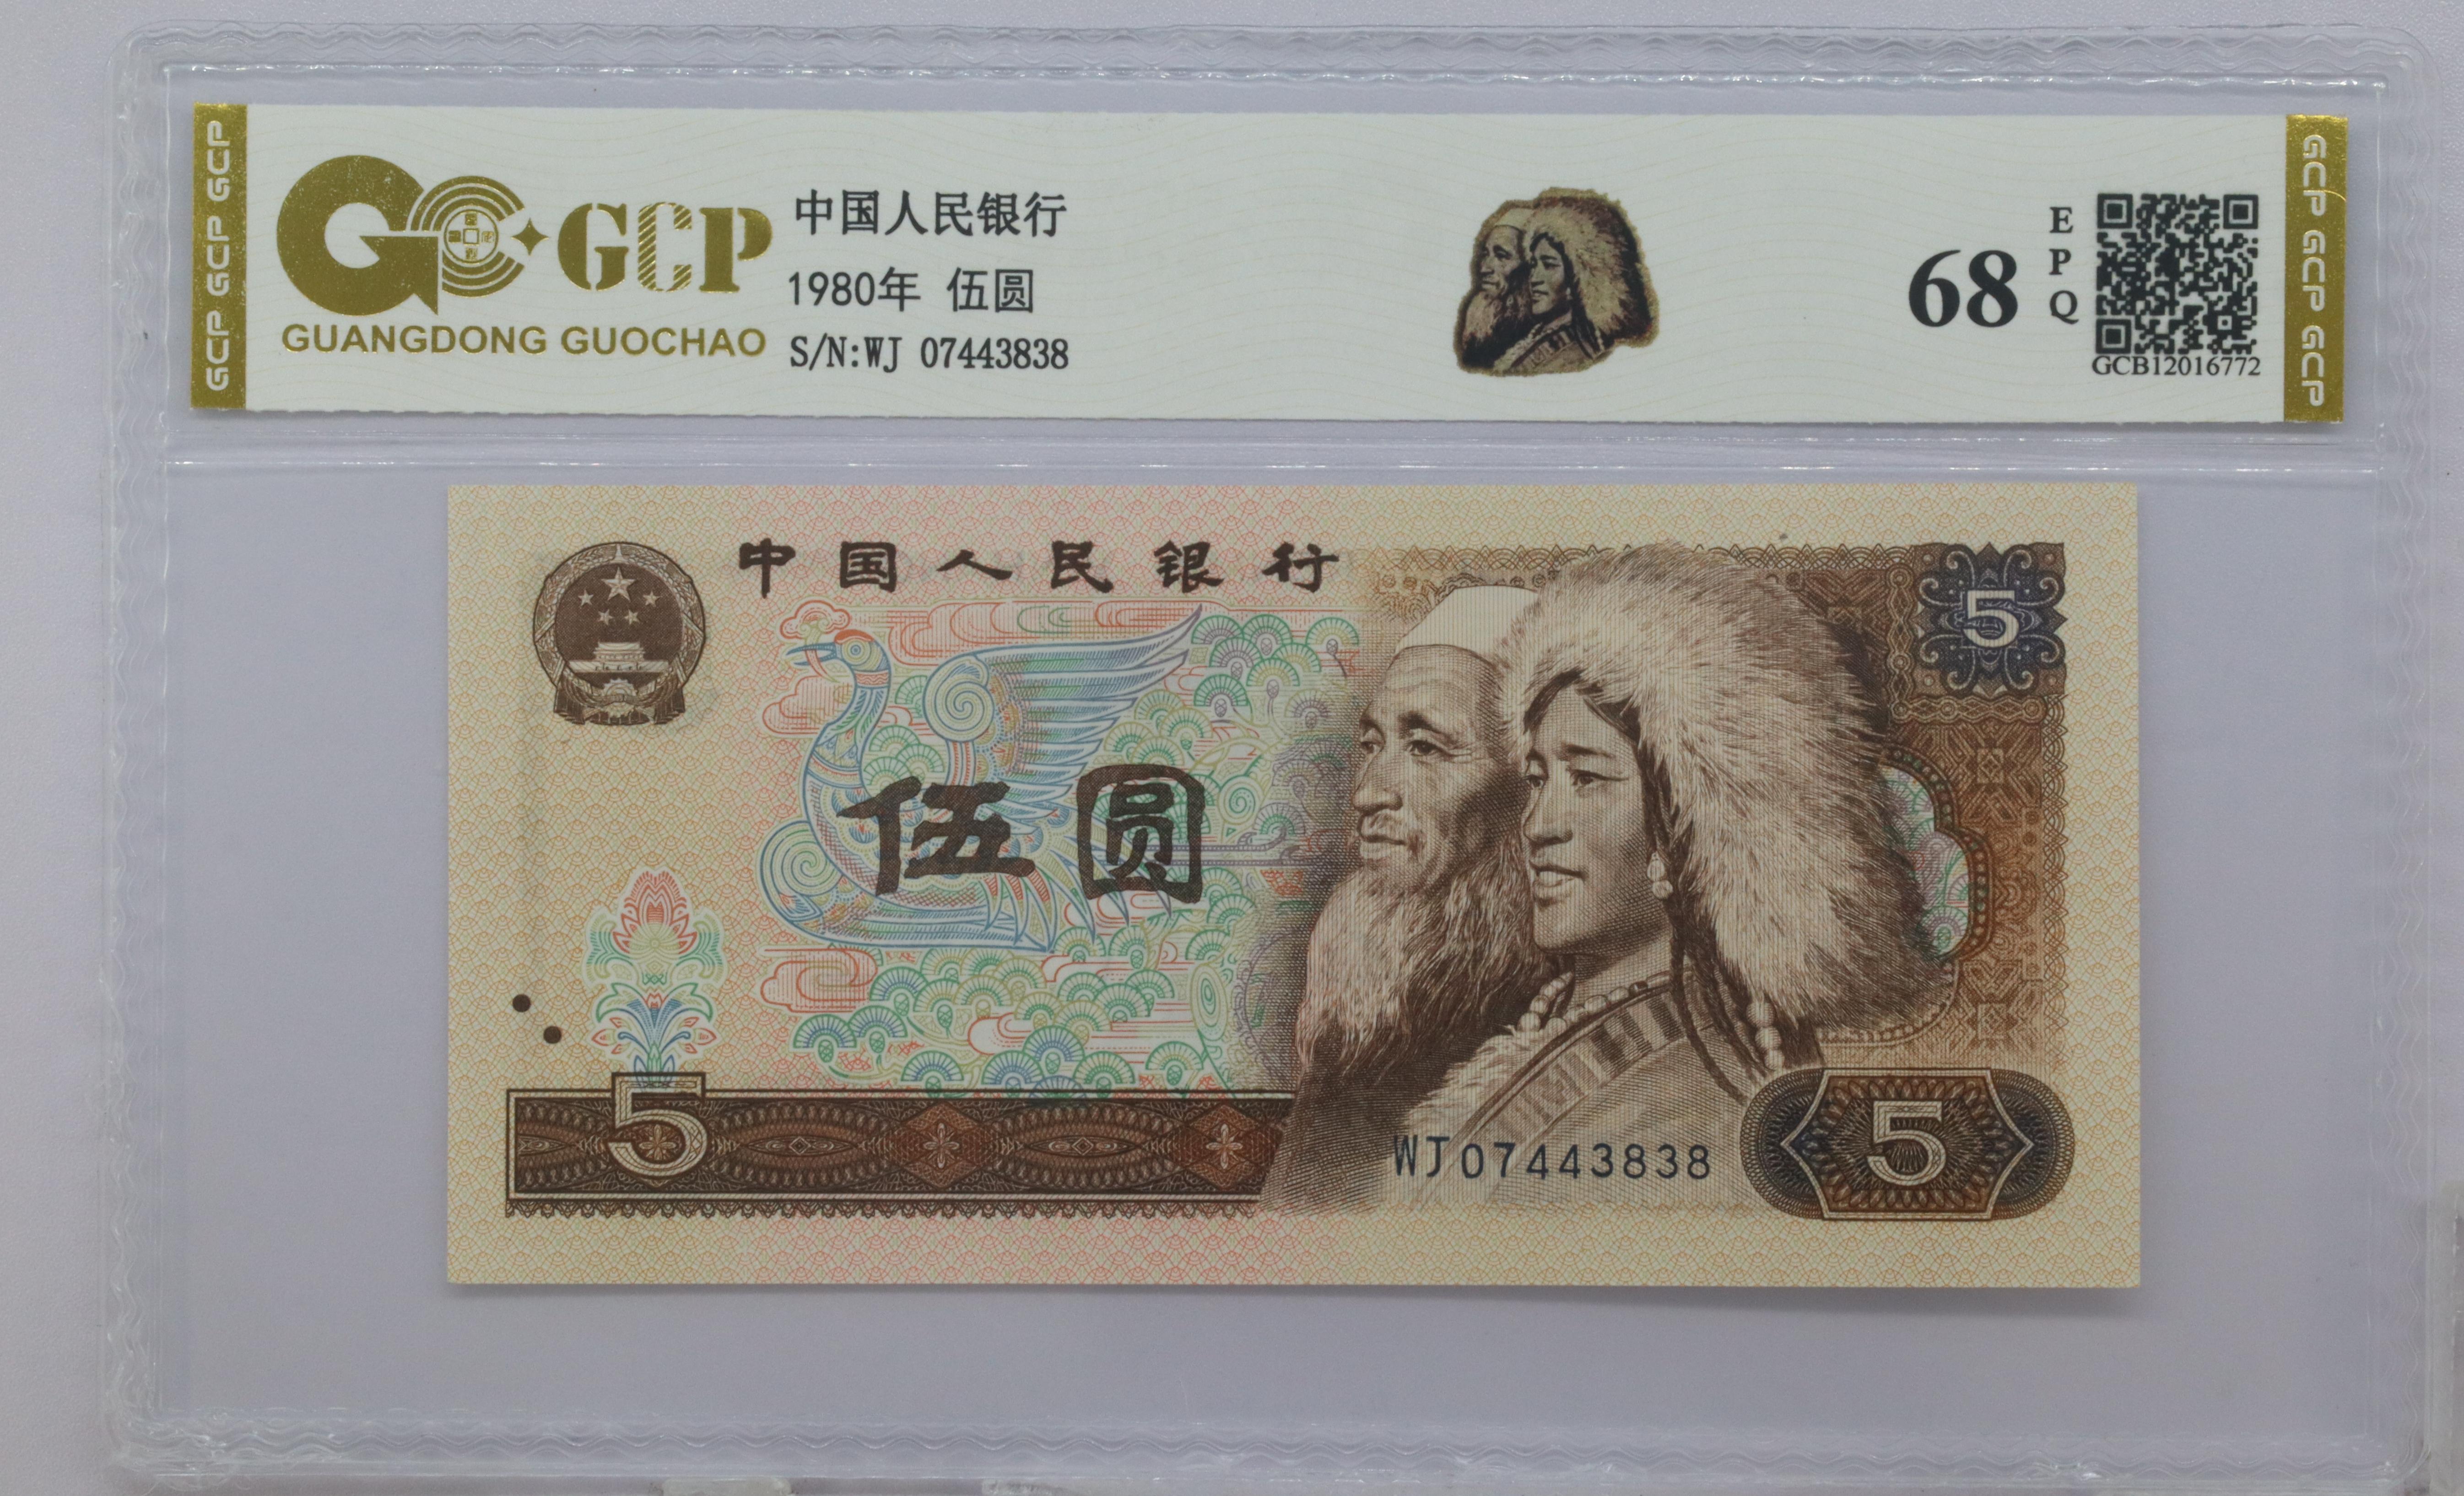 GCP GCP GCP
GCP
GUANGDONG GUOCHAO
中国人民银行
1980年 伍圆
S/N:WJ 07443838
68
EPQ
GCB12016772
GCP GCP GCP
中国人民银行
5
伍圆
5
WJ07443838
5